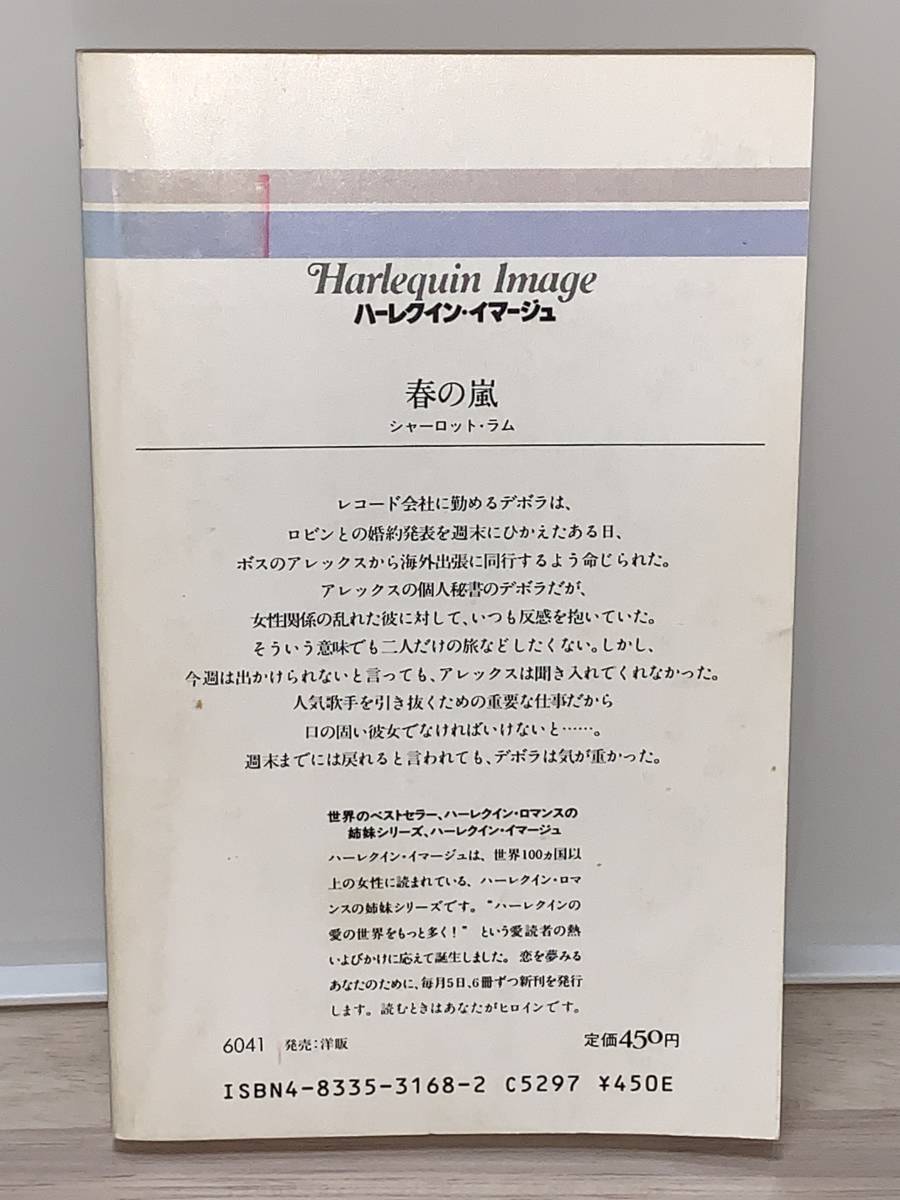 Harlequin Image
ハーレクイン・イマージュ
春の嵐
シャーロット・ラム
レコード会社に勤めるデボラは、
ロビンとの婚約発表を週末にひかえたある日、
ボスのアレックスから海外出張に同行するよう命じられた。
アレックスの個人秘書のデボラだが、
女性関係の乱れた彼に対して、いつも反感を抱いていた。
そういう意味でも二人だけの旅などしたくない。しかし、
今週は出かけられないと言っても、アレックスは聞き入れてくれなかった。
人気歌手を引き抜くための重要な仕事だから
口の固い彼女でなければいけないと……。
週末までには戻れると言われても、デボラは気が重かった。
世界のベストセラー、ハーレクイン・ロマンスの
姉妹シリーズ、ハーレクイン・イマージュ
ハーレクイン・イマージュは、世界100ヵ国以
上の女性に読まれている、ハーレクイン・ロマ
ンスの姉妹シリーズです。“ハーレクインの
愛の世界をもっと多く!”という愛読者の熱
いよびかけに応えて誕生しました。恋を夢みる
あなたのために、毎月5日、6冊ずつ新刊を発行
します。読むときはあなたがヒロインです。
6041 発売:洋販 定価450円
ISBN4-8335-3168-2 C5297 ¥450E